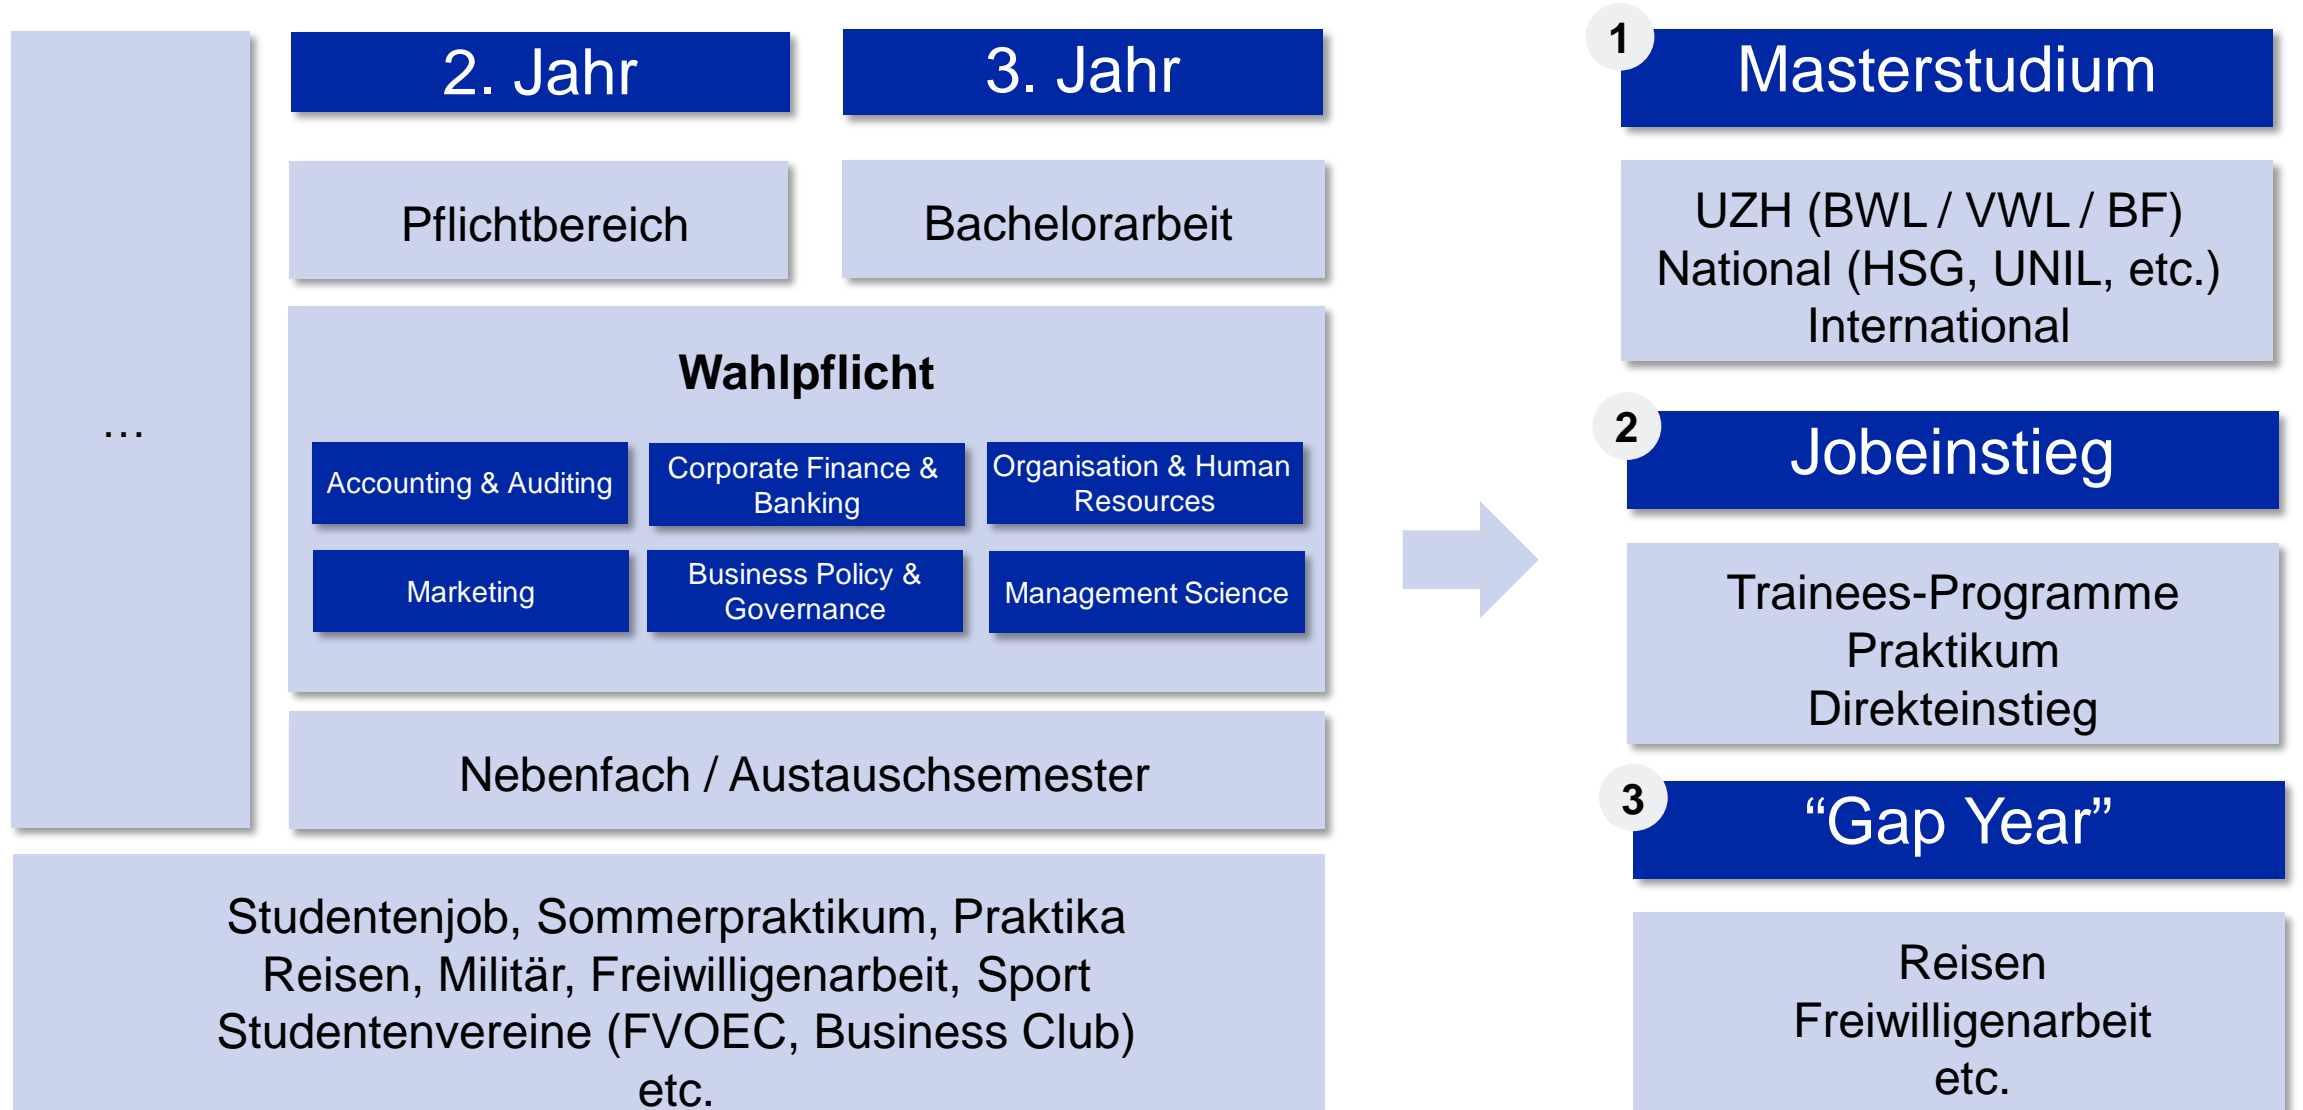 …
2. Jahr
3. Jahr
Pflichtbereich
Bachelorarbeit
Wahlpflicht
Accounting & Auditing
Corporate Finance &
Banking
Organisation & Human
Resources
Marketing
Business Policy &
Governance
Management Science
Nebenfach / Austauschsemester
Studentenjob, Sommerpraktikum, Praktika
Reisen, Militär, Freiwilligenarbeit, Sport
Studentenvereine (FVOEC, Business Club)
etc.
1
Masterstudium
UZH (BWL / VWL / BF)
National (HSG, UNIL, etc.)
International
2
Jobeinstieg
Trainees-Programme
Praktikum
Direkteinstieg
3
“Gap Year”
Reisen
Freiwilligenarbeit
etc.